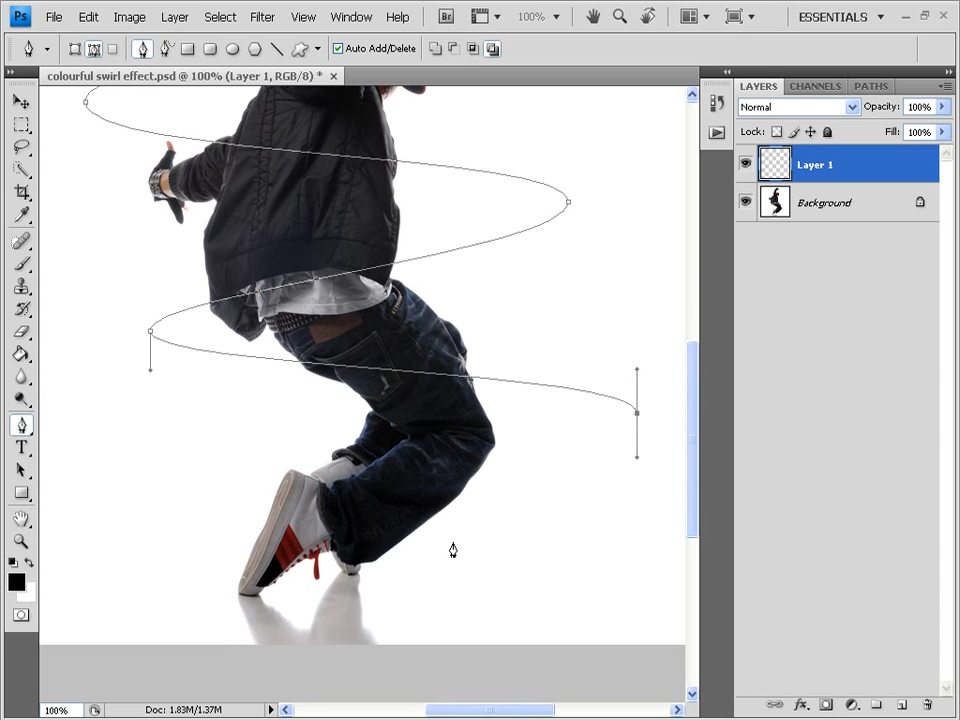 Ps File Edit Image Layer Select Filter View Window Help Br 100% ESSENTIALS
Auto Add/Delete
colourful swirl effect.psd @ 100% (Layer 1, RGB/8) * ×
LAYERS CHANNELS PATHS
Normal Opacity: 100%
Lock: Fill: 100%
Layer 1
Background
T
fx
100% Doc: 1.83M/1.37M